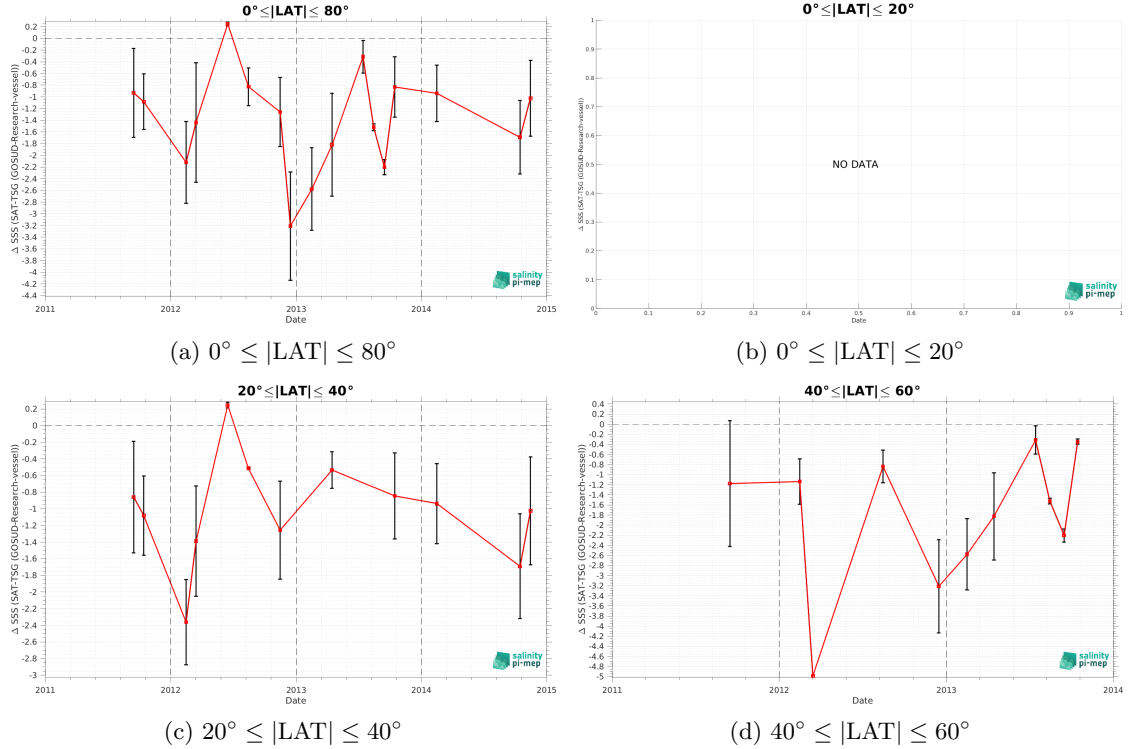 0°≤|LAT|≤ 80°
Δ SSS (SAT-TSG (GOSUD-Research-vessel))
0.2
0
-0.2
-0.4
-0.6
-0.8
-1
-1.2
-1.4
-1.6
-1.8
-2
-2.2
-2.4
-2.6
-2.8
-3
-3.2
-3.4
-3.6
-3.8
-4
-4.2
-4.4
2011 2012 2013 2014 2015
Date
salinity
pi-mep
(a) 0° ≤ |LAT| ≤ 80°
0°≤|LAT|≤ 20°
Δ SSS (SAT-TSG (GOSUD-Research-vessel))
1
0.9
0.8
0.7
0.6
0.5
0.4
0.3
0.2
0.1
0
NO DATA
0 0.1 0.2 0.3 0.4 0.5 0.6 0.7 0.8 0.9 1
Date
salinity
pi-mep
(b) 0° ≤ |LAT| ≤ 20°
20°≤|LAT|≤ 40°
Δ SSS (SAT-TSG (GOSUD-Research-vessel))
0.2
0
-0.2
-0.4
-0.6
-0.8
-1
-1.2
-1.4
-1.6
-1.8
-2
-2.2
-2.4
-2.6
-2.8
-3
2011 2012 2013 2014 2015
Date
salinity
pi-mep
(c) 20° ≤ |LAT| ≤ 40°
40°≤|LAT|≤ 60°
Δ SSS (SAT-TSG (GOSUD-Research-vessel))
0.4
0.2
0
-0.2
-0.4
-0.6
-0.8
-1
-1.2
-1.4
-1.6
-1.8
-2
-2.2
-2.4
-2.6
-2.8
-3
-3.2
-3.4
-3.6
-3.8
-4
-4.2
-4.4
-4.6
-4.8
-5
2011 2012 2013 2014
Date
salinity
pi-mep
(d) 40° ≤ |LAT| ≤ 60°